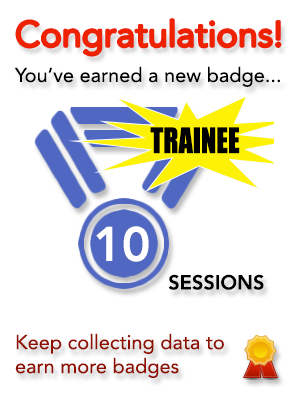 Congratulations!
You've earned a new badge...
TRAINEE
10
SESSIONS
Keep collecting data to
earn more badges